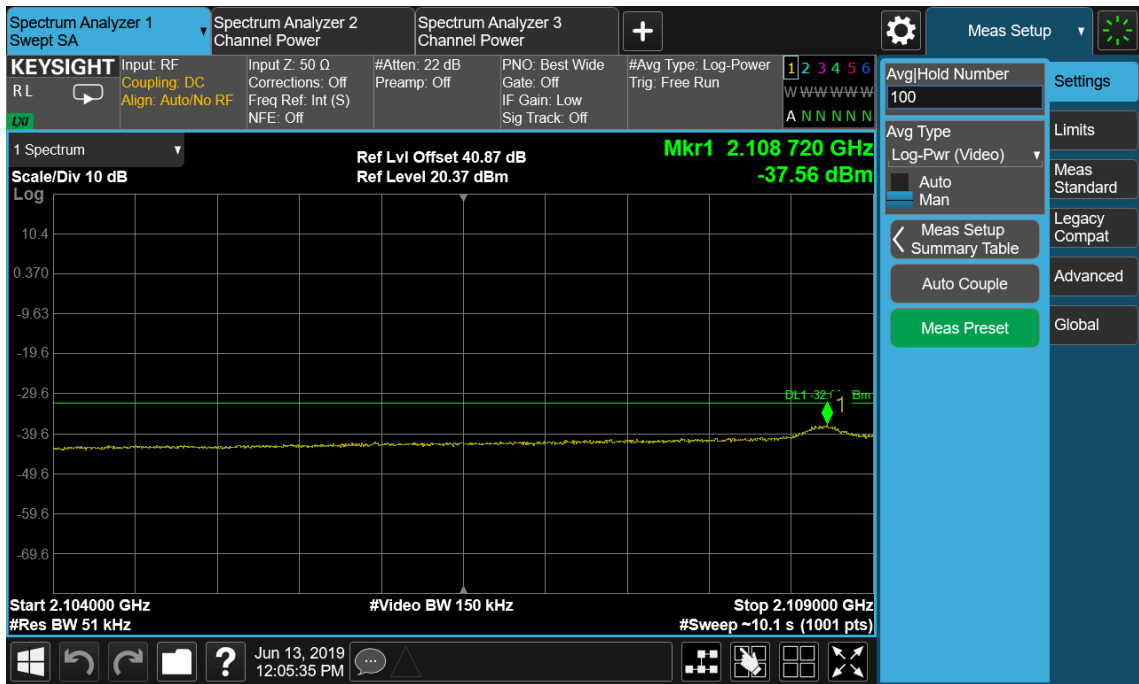 Spectrum Analyzer 1
Swept SA
Spectrum Analyzer 2
Channel Power
Spectrum Analyzer 3
Channel Power
Meas Setup
KEYSIGHT
R L
LXI
Input: RF
Coupling: DC
Align: Auto/No RF
Input Z: 50 Ω
Corrections: Off
Freq Ref: Int (S)
NFE: Off
#Atten: 22 dB
Preamp: Off
PNO: Best Wide
Gate: Off
IF Gain: Low
Sig Track: Off
#Avg Type: Log-Power
Trig: Free Run
1 2 3 4 5 6
W W W W W W
A N N N N N
1 Spectrum
Scale/Div 10 dB
Log
Ref Lvl Offset 40.87 dB
Ref Level 20.37 dBm
Mkr1 2.108 720 GHz
-37.56 dBm
10.4
0.370
-9.63
-19.6
-29.6
-39.6
-49.6
-59.6
-69.6
1
Start 2.104000 GHz
#Res BW 51 kHz
#Video BW 150 kHz
Stop 2.109000 GHz
#Sweep ~10.1 s (1001 pts)
Jun 13, 2019
12:05:35 PM
?
Avg|Hold Number
100
Avg Type
Log-Pwr (Video)
Auto
Man
Meas Setup
Summary Table
Auto Couple
Meas Preset
Settings
Limits
Meas
Standard
Legacy
Compat
Advanced
Global